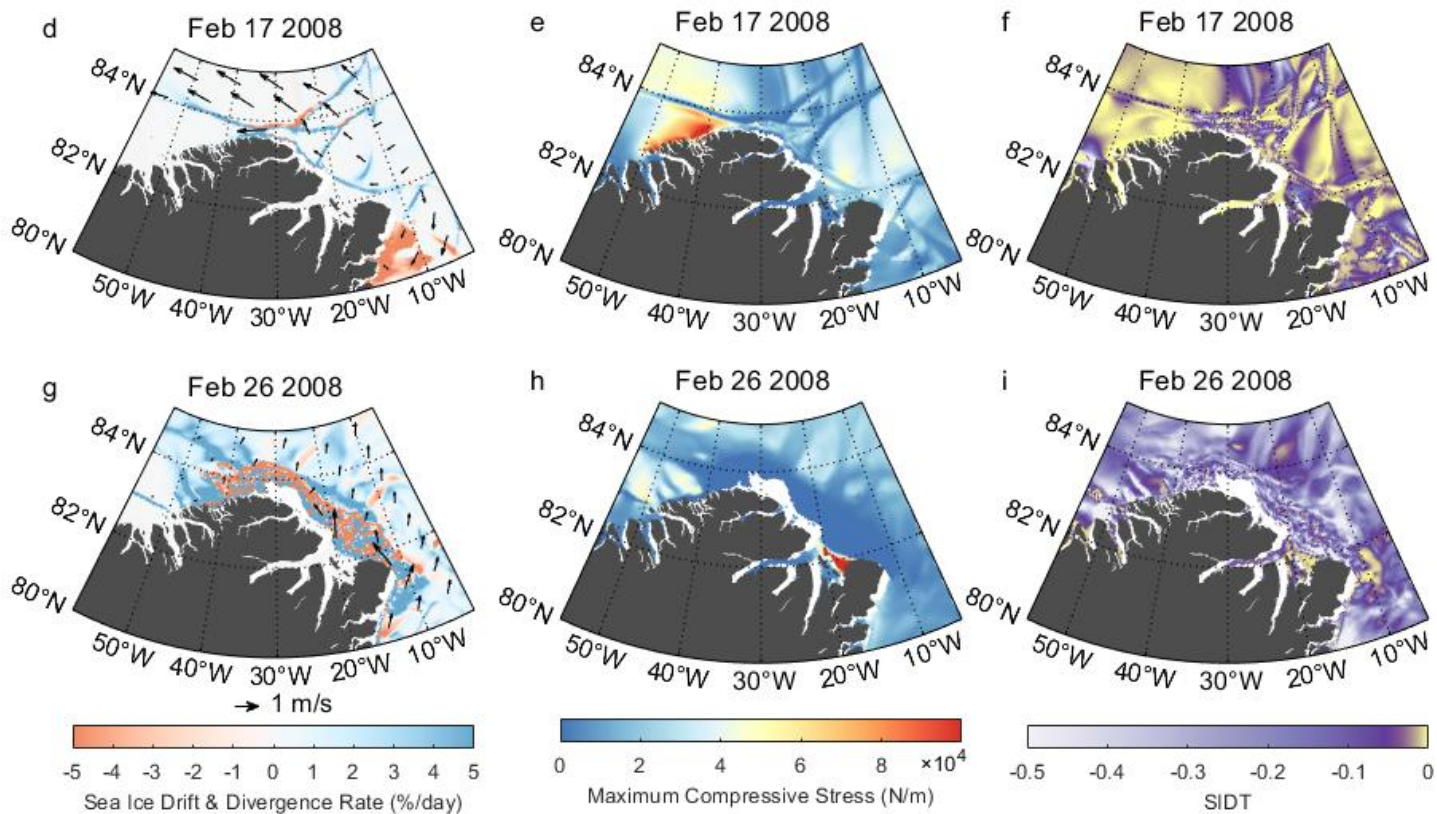 d
Feb 17 2008
84°N
82°N
80°N
50°W
40°W
30°W
20°W
10°W
e
Feb 17 2008
84°N
82°N
80°N
50°W
40°W
30°W
20°W
10°W
f
Feb 17 2008
84°N
82°N
80°N
50°W
40°W
30°W
20°W
10°W
g
Feb 26 2008
84°N
82°N
80°N
50°W
40°W
30°W
20°W
10°W
1 m/s
-5 -4 -3 -2 -1 0 1 2 3 4 5
Sea Ice Drift & Divergence Rate (%/day)
h
Feb 26 2008
84°N
82°N
80°N
50°W
40°W
30°W
20°W
10°W
0 2 4 6 8 ×10⁴
Maximum Compressive Stress (N/m)
i
Feb 26 2008
84°N
82°N
80°N
50°W
40°W
30°W
20°W
10°W
-0.5 -0.4 -0.3 -0.2 -0.1 0
SIDT